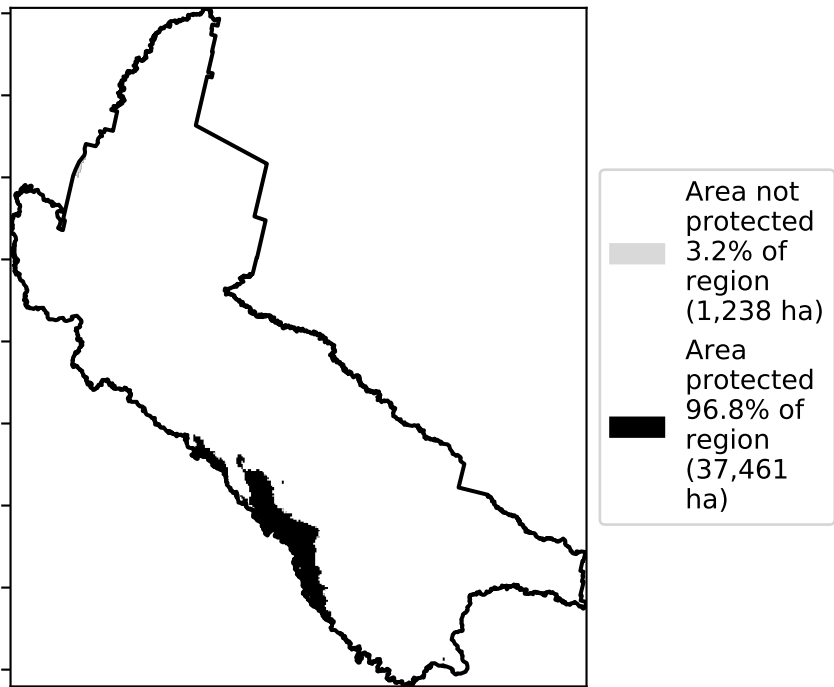 Area not
protected
3.2% of
region
(1,238 ha)
Area
protected
96.8% of
region
(37,461
ha)